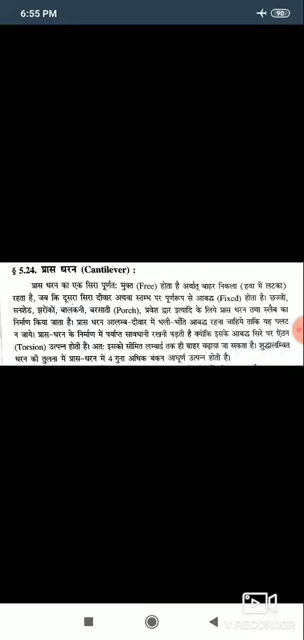 6:55 PM
90
§ 5.24. प्रास धरन (Cantilever) :
प्रास धरन का एक सिरा पूर्णतः मुक्त (Free) होता है अर्थात् बाहर निकला (हवा में लटका)
रहता है, जब कि दूसरा सिरा दीवार अथवा स्तम्भ पर पूर्णरूप से आबद्ध (Fixed) होता है। छज्जो,
सनशेड, झरोकों, बालकनी, बरसाती (Porch), प्रवेश द्वार इत्यादि के लिये प्रास धरन तथा स्लैब का
निर्माण किया जाता है। प्रास धरन आलम्ब-दीवार में भली-भाँति आबद्ध रहना चाहिये ताकि यह पलट
न जाये। प्रास-धरन के निर्माण में पर्याप्त सावधानी रखनी पड़ती है क्योंकि इसके आबद्ध सिरे पर ऐंठन
(Torsion) उत्पन्न होती है। अतः इसको सीमित लम्बाई तक ही बाहर बढ़ाया जा सकता है। शुद्धालम्बित
धरन की तुलना में प्रास-धरन में 4 गुना अधिक बंकन आघूर्ण उत्पन्न होती है।
V RECORDER